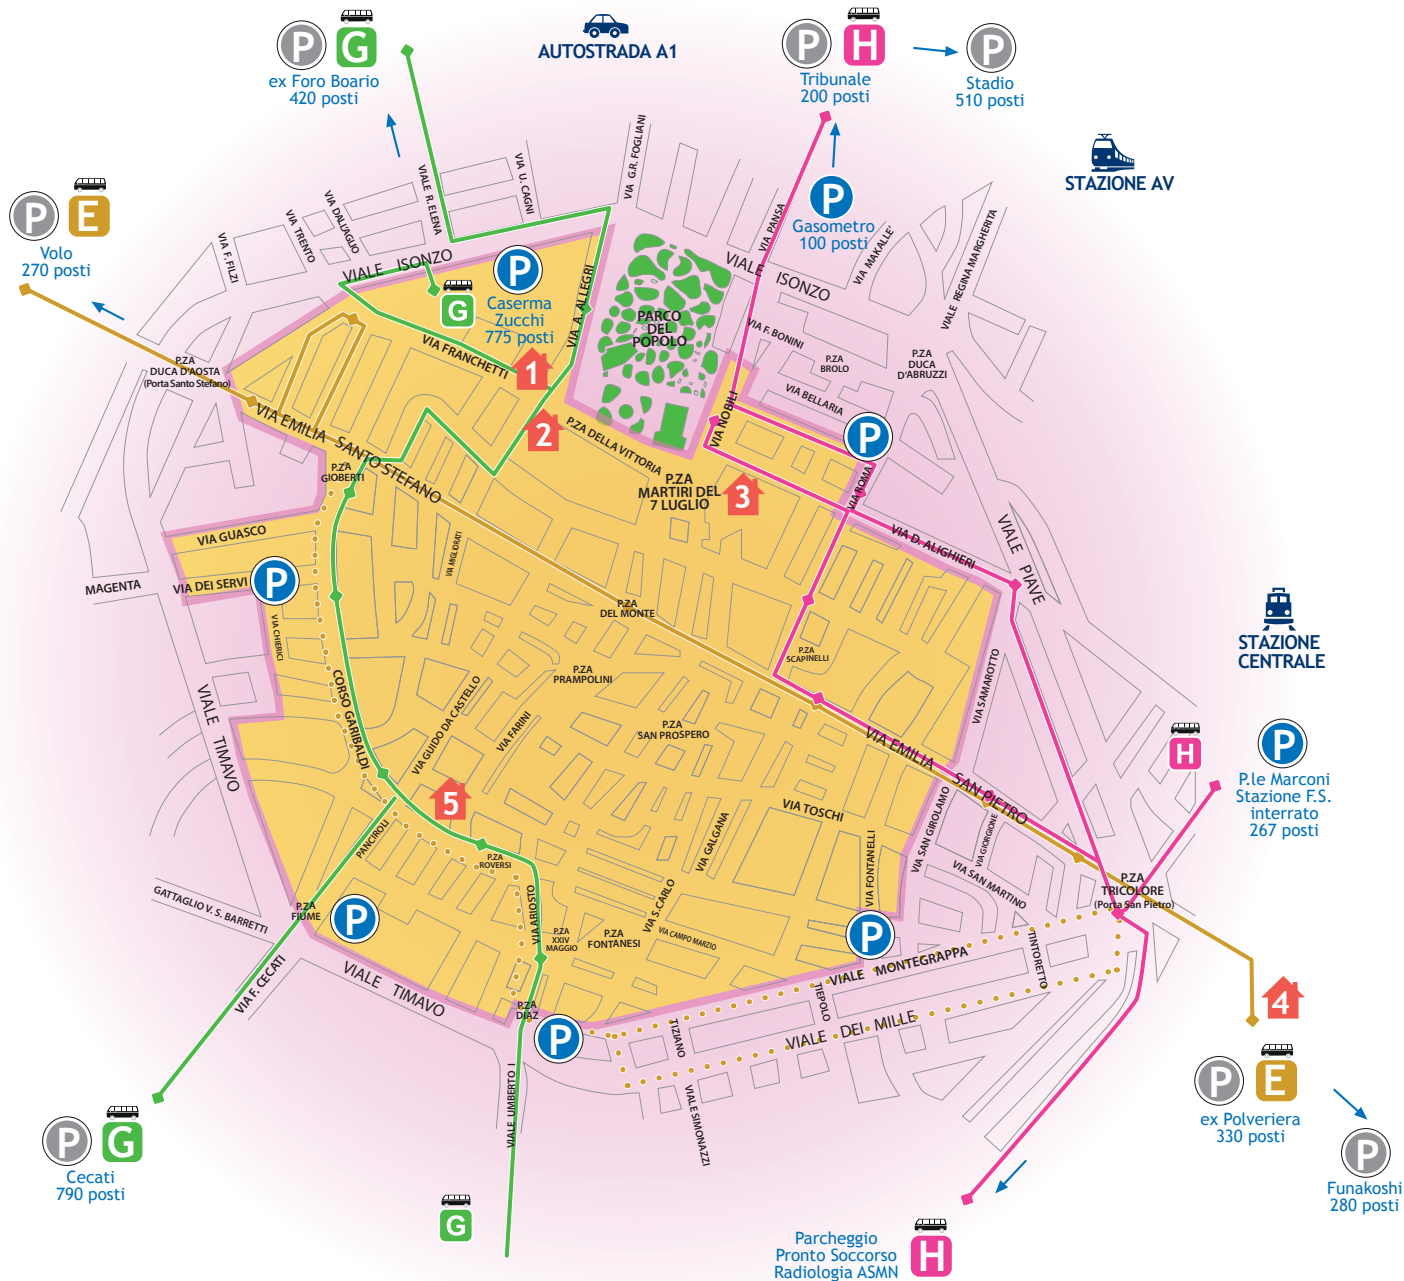 P
G
ex Foro Boario
420 posti
AUTOSTRADA A1
P
H
Tribunale
200 posti
P
Stadio
510 posti
STAZIONE AV
P
Gasometro
100 posti
P
E
Volo
270 posti
VIA F. FILZI
VIA TRENTO
VIA DALL'AGLIO
VIALE R. ELENA
VIA U. CAGNI
VIA G.R. FOGLIANI
VIA PANSA
VIA MAKALLE'
VIALE REGINA MARGHERITA
VIALE ISONZO
VIALE ISONZO
P
Caserma
Zucchi
775 posti
G
VIA A. ALLEGRI
VIA FRANCHETTI
PARCO
DEL
POPOLO
VIA F. BONINI
P.ZA
BROLO
P.ZA
DUCA
D'ABRUZZI
VIA BELLARIA
P.ZA
DUCA D'AOSTA
(Porta Santo Stefano)
1
2
VIA EMILIA SANTO STEFANO
P.ZA DELLA VITTORIA
VIA NOBILI
P
P.ZA
GIOBERTI
P.ZA
MARTIRI DEL
7 LUGLIO
3
VIA ROMA
VIA D. ALIGHIERI
VIALE PIAVE
VIA GUASCO
VIA DEI SERVI
MAGENTA
P
VIA CHIERICI
VIA MIGLIORATI
P.ZA
DEL MONTE
P.ZA
SCAPINELLI
P.ZA
PRAMPOLINI
VIA SAMAROTTO
STAZIONE
CENTRALE
CORSO GARIBALDI
VIA GUIDO DA CASTELLO
VIA FARINI
P.ZA
SAN PROSPERO
VIALE TIMAVO
VIA EMILIA SAN PIETRO
H
P
P.le Marconi
Stazione F.S.
interrato
267 posti
5
VIA TOSCHI
VIA GALGANA
VIA FONTANELLI
VIA SAN GIROLAMO
VIA GIORGIONE
VIA SAN MARTINO
PANCIROLI
P.ZA
ROVERSI
P.ZA
TRICOLORE
(Porta San Pietro)
GATTAGLIO V. S. BARRETTI
P.ZA
FIUME
P
VIA ARIOSTO
P.ZA
XXIV
MAGGIO
P.ZA
FONTANESI
VIA S.CARLO
VIA CAMPO MARZIO
P
VIALE MONTEGRAPPA
TINTORETTO
VIA F. CECATI
VIALE TIMAVO
P.ZA
DIAZ
P
TIZIANO
TIEPOLO
VIALE DEI MILLE
4
VIALE UMBERTO I
VIALE SIMONAZZI
P
E
ex Polveriera
330 posti
P
Funakoshi
280 posti
P
G
Cecati
790 posti
G
Parcheggio
Pronto Soccorso
Radiologia ASMN
H